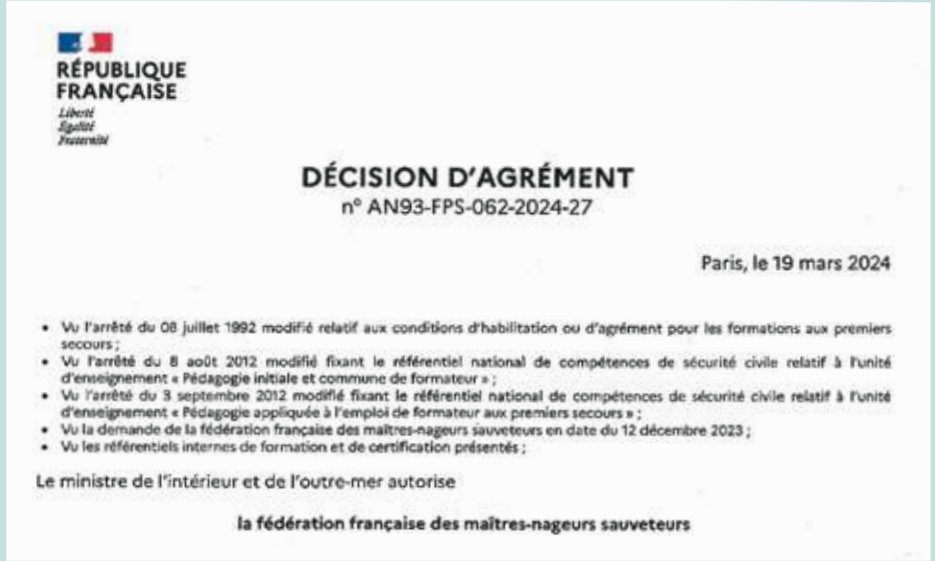 RÉPUBLIQUE
FRANÇAISE
Liberté
Égalité
Fraternité
DÉCISION D'AGRÉMENT
n° AN93-FPS-062-2024-27
Paris, le 19 mars 2024
• Vu l'arrêté du 08 juillet 1992 modifié relatif aux conditions d'habilitation ou d'agrément pour les formations aux premiers
secours ;
• Vu l'arrêté du 8 août 2012 modifié fixant le référentiel national de compétences de sécurité civile relatif à l'unité
d'enseignement « Pédagogie initiale et commune de formateur » ;
• Vu l'arrêté du 3 septembre 2012 modifié fixant le référentiel national de compétences de sécurité civile relatif à l'unité
d'enseignement « Pédagogie appliquée à l'emploi de formateur aux premiers secours » ;
• Vu la demande de la fédération française des maîtres-nageurs sauveteurs en date du 12 décembre 2023 ;
• Vu les référentiels internes de formation et de certification présentés ;
Le ministre de l'intérieur et de l'outre-mer autorise
la fédération française des maîtres-nageurs sauveteurs